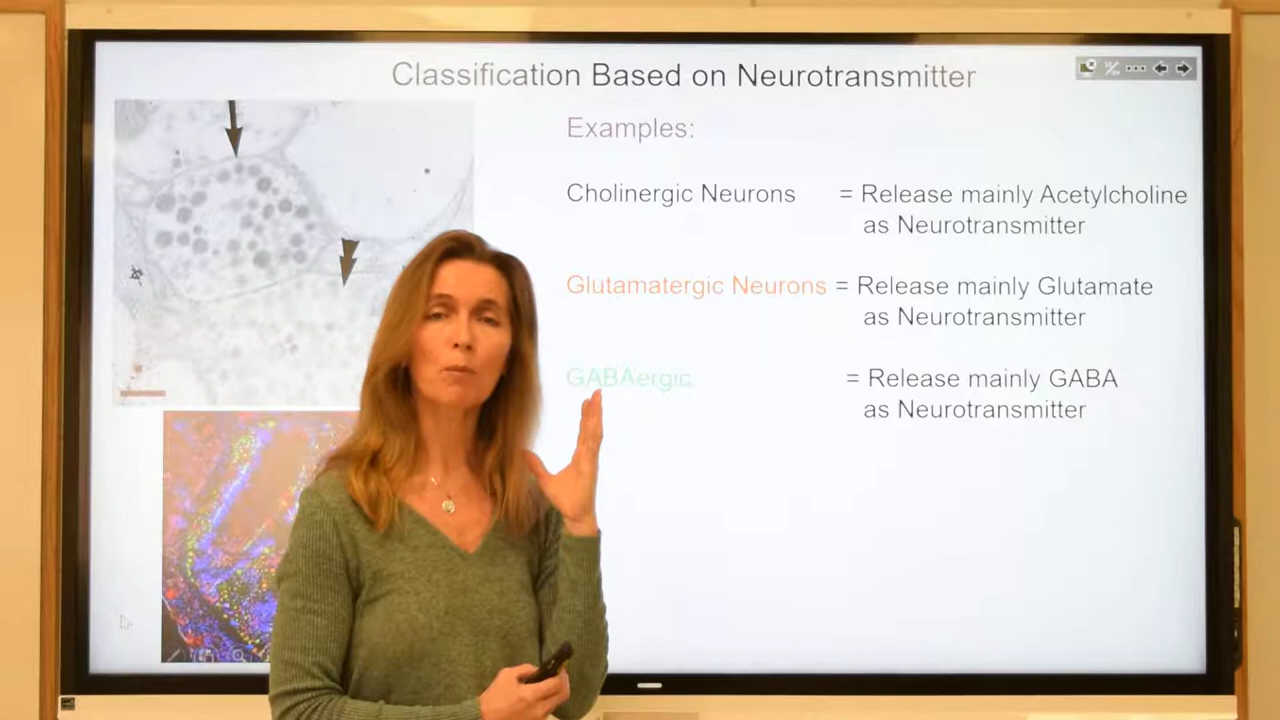 Classification Based on Neurotransmitter
Examples:
Cholinergic Neurons = Release mainly Acetylcholine
as Neurotransmitter
Glutamatergic Neurons = Release mainly Glutamate
as Neurotransmitter
GABAergic = Release mainly GABA
as Neurotransmitter